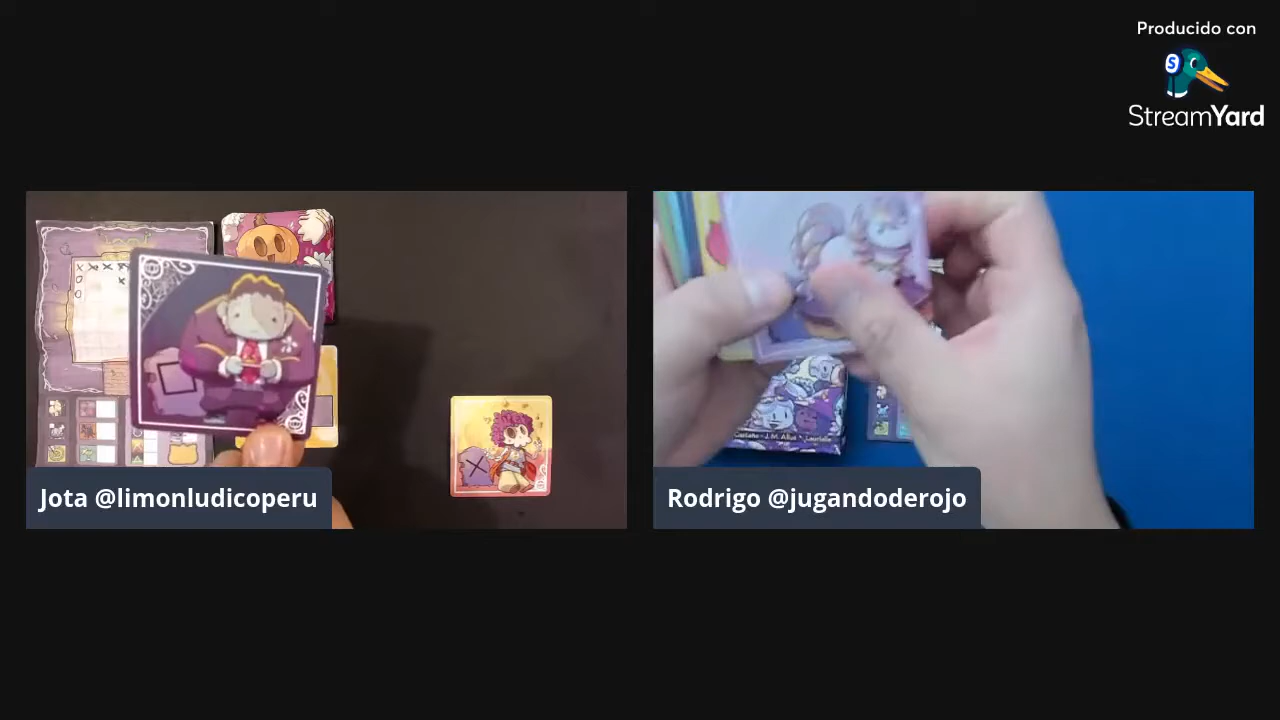 Producido con
StreamYard
Jota @limonludicoperu
Rodrigo @jugandoderojo